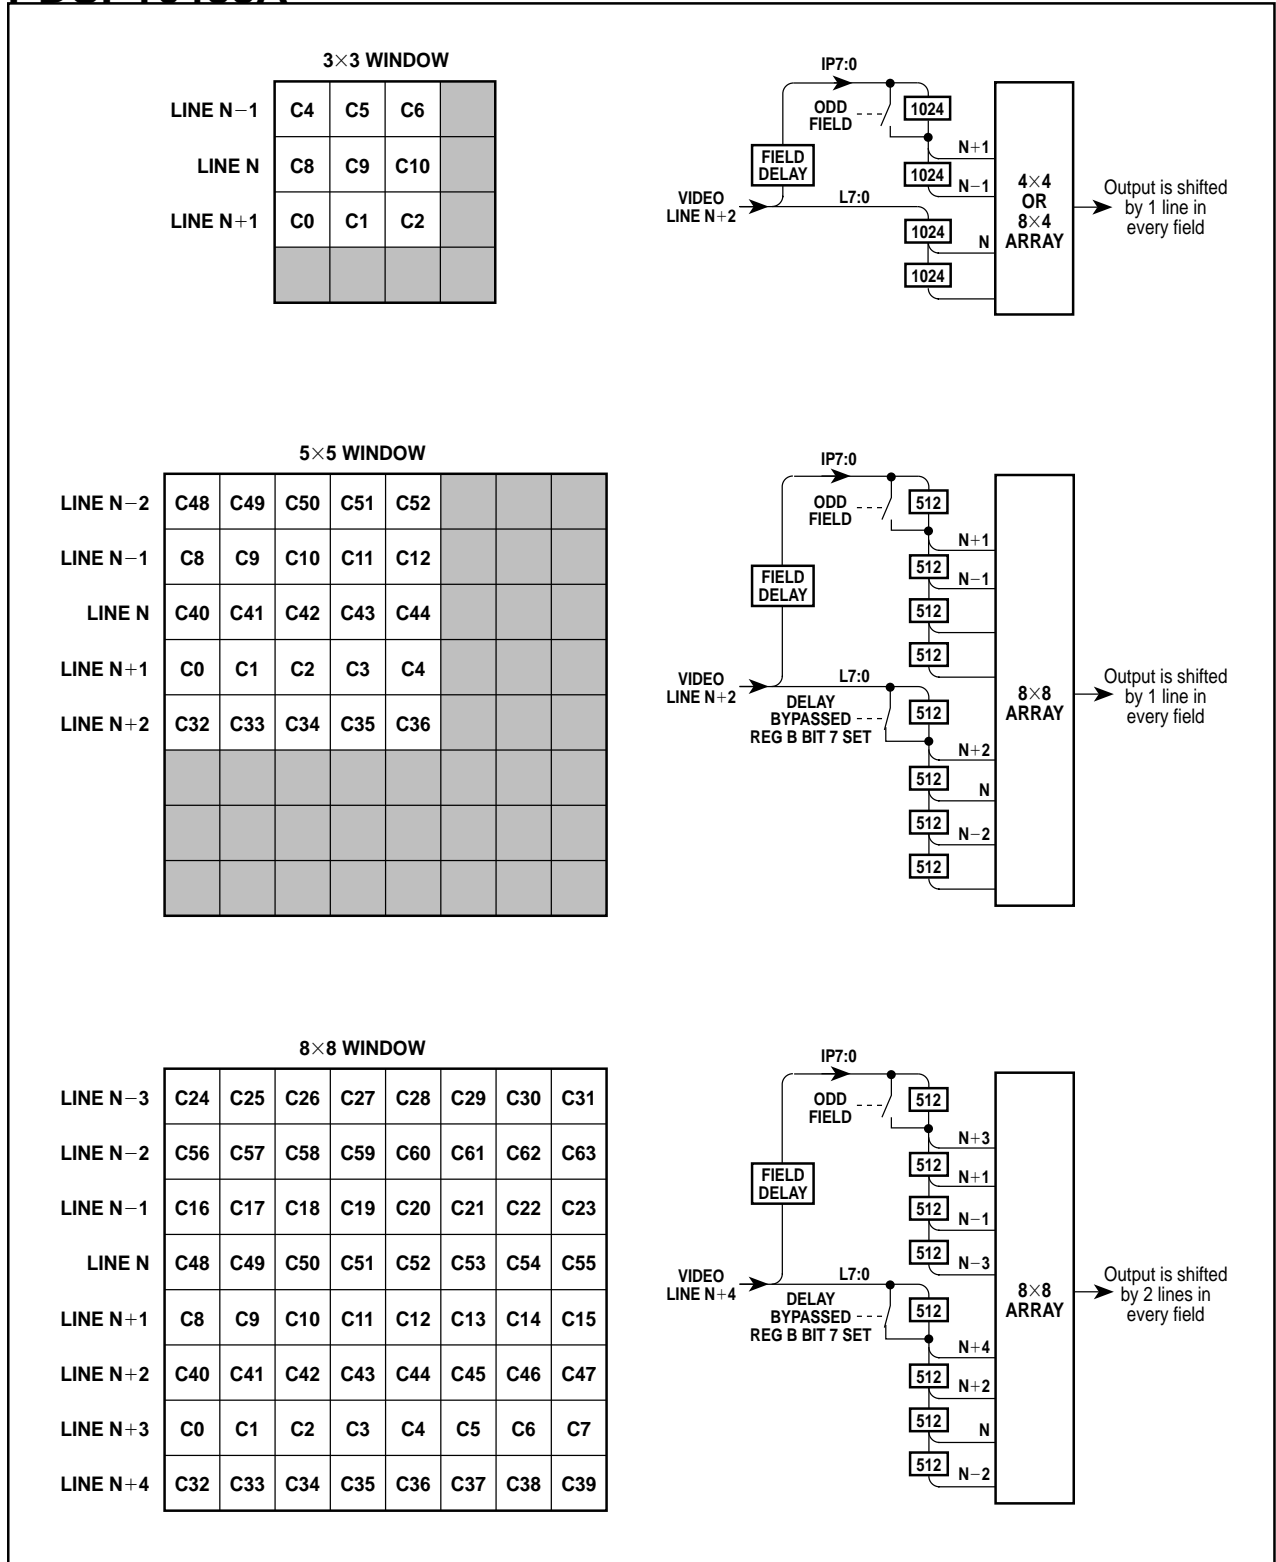 3×3 WINDOW
LINE N−1 C4 C5 C6
LINE N C8 C9 C10
LINE N+1 C0 C1 C2
IP7:0
ODD
FIELD
1024
N+1
FIELD
DELAY
1024
N−1
VIDEO
LINE N+2
L7:0
1024
N
1024
4×4
OR
8×4
ARRAY
Output is shifted
by 1 line in
every field
5×5 WINDOW
LINE N−2 C48 C49 C50 C51 C52
LINE N−1 C8 C9 C10 C11 C12
LINE N C40 C41 C42 C43 C44
LINE N+1 C0 C1 C2 C3 C4
LINE N+2 C32 C33 C34 C35 C36
IP7:0
ODD
FIELD
512
N+1
FIELD
DELAY
512
N−1
512
512
VIDEO
LINE N+2
L7:0
DELAY
BYPASSED
REG B BIT 7 SET
512
N+2
512
N
512
N−2
512
8×8
ARRAY
Output is shifted
by 1 line in
every field
8×8 WINDOW
LINE N−3 C24 C25 C26 C27 C28 C29 C30 C31
LINE N−2 C56 C57 C58 C59 C60 C61 C62 C63
LINE N−1 C16 C17 C18 C19 C20 C21 C22 C23
LINE N C48 C49 C50 C51 C52 C53 C54 C55
LINE N+1 C8 C9 C10 C11 C12 C13 C14 C15
LINE N+2 C40 C41 C42 C43 C44 C45 C46 C47
LINE N+3 C0 C1 C2 C3 C4 C5 C6 C7
LINE N+4 C32 C33 C34 C35 C36 C37 C38 C39
IP7:0
ODD
FIELD
512
N+3
FIELD
DELAY
512
N+1
512
N−1
512
N−3
VIDEO
LINE N+4
L7:0
DELAY
BYPASSED
REG B BIT 7 SET
512
N+4
512
N+2
512
N
512
N−2
8×8
ARRAY
Output is shifted
by 2 lines in
every field